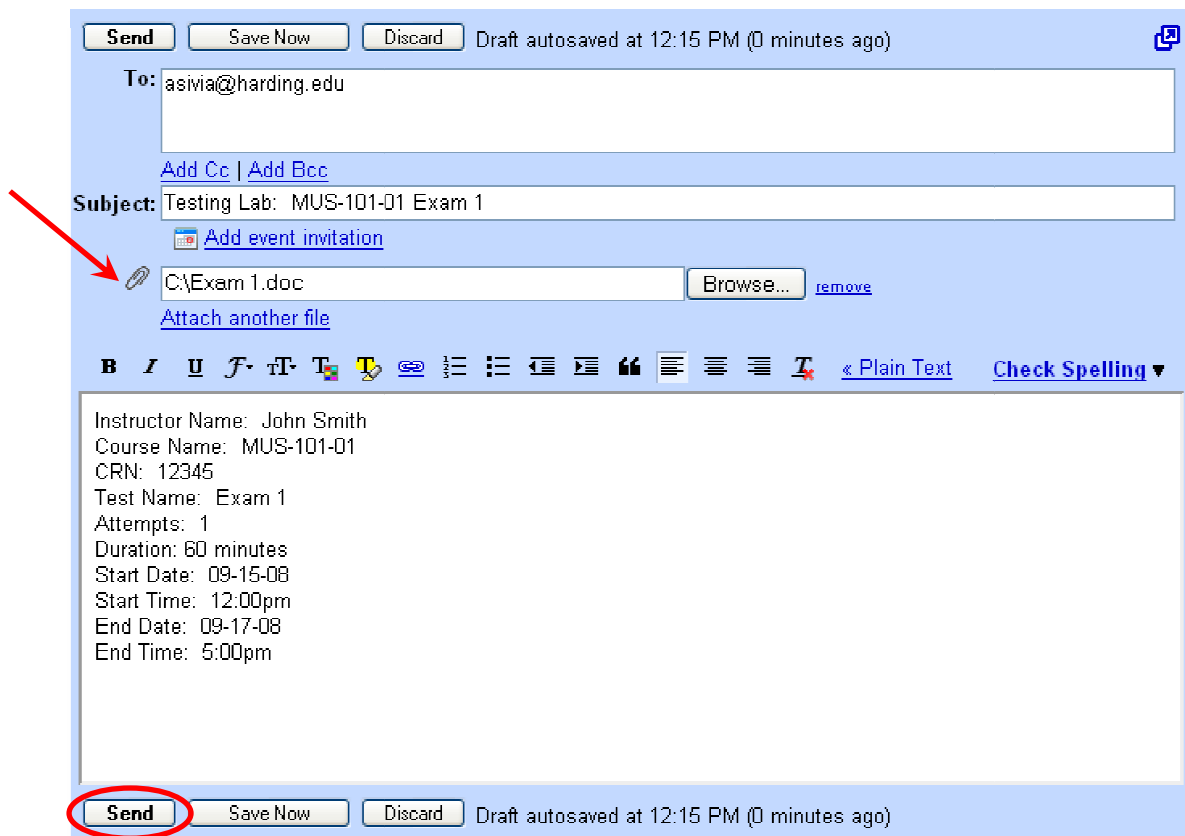 Send Save Now Discard Draft autosaved at 12:15 PM (0 minutes ago)
To: asivia@harding.edu
Add Cc | Add Bcc
Subject: Testing Lab: MUS-101-01 Exam 1
Add event invitation
C:\Exam 1.doc Browse... remove
Attach another file
B I U F T T T « Plain Text Check Spelling ▼
Instructor Name: John Smith
Course Name: MUS-101-01
CRN: 12345
Test Name: Exam 1
Attempts: 1
Duration: 60 minutes
Start Date: 09-15-08
Start Time: 12:00pm
End Date: 09-17-08
End Time: 5:00pm
Send Save Now Discard Draft autosaved at 12:15 PM (0 minutes ago)